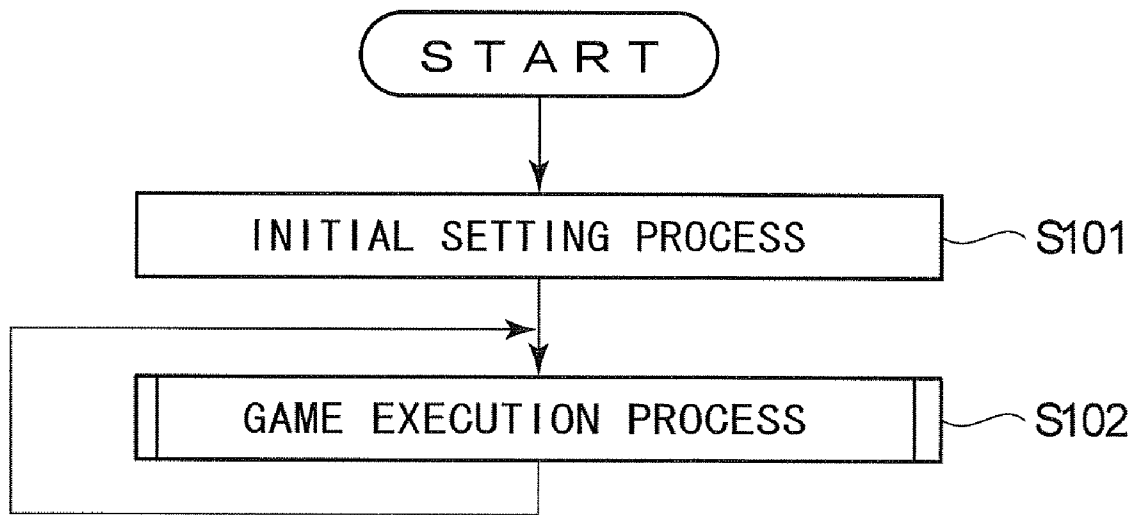 START
INITIAL SETTING PROCESS
S101
GAME EXECUTION PROCESS
S102